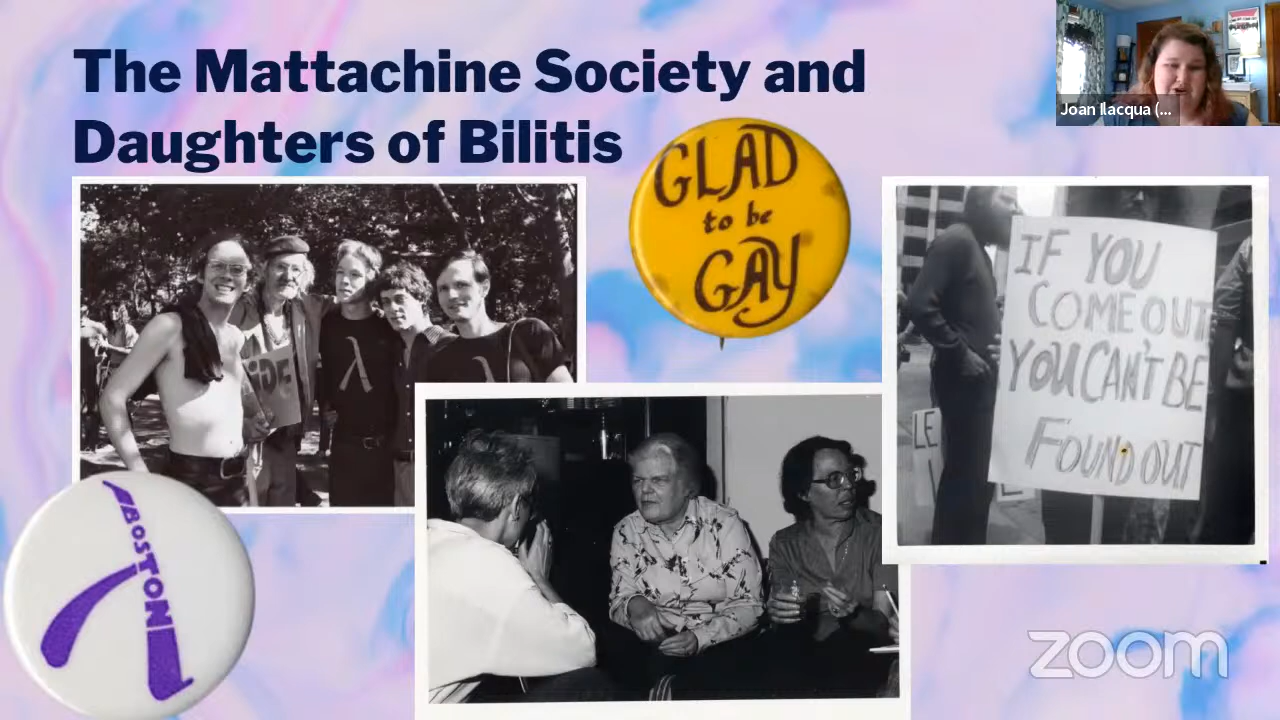 The Mattachine Society and
Daughters of Bilitis
Joan Ilacqua (...
GLAD
to be
GAY
IF YOU
COME OUT
YOU CAN'T BE
FOUND OUT
LE
BOSTON
zoom